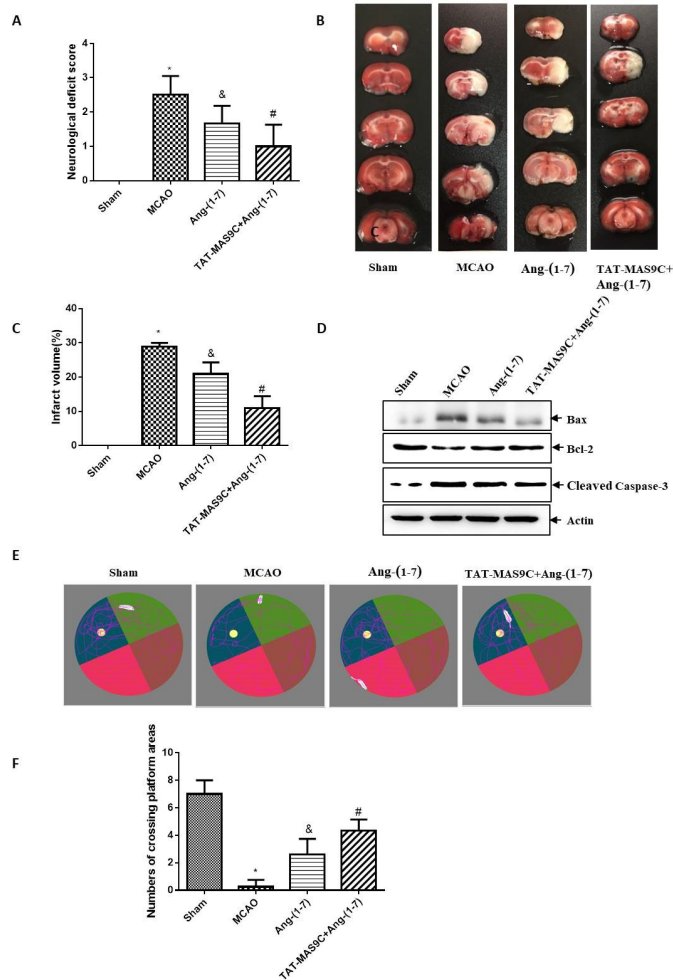 A
Neurological deficit score
4
3
2
1
0
*
&
#
Sham
MCAO
Ang-(1-7)
TAT-MAS9C+Ang-(1-7)
B
C
Sham
MCAO
Ang-(1-7)
TAT-MAS9C+
Ang-(1-7)
C
Infarct volume(%)
40
30
20
10
0
*
&
#
Sham
MCAO
Ang-(1-7)
TAT-MAS9C+Ang-(1-7)
D
Sham
MCAO
Ang-(1-7)
TAT-MAS9C+Ang-(1-7)
Bax
Bcl-2
Cleaved Caspase-3
Actin
E
Sham
MCAO
Ang-(1-7)
TAT-MAS9C+Ang-(1-7)
F
Numbers of crossing platform areas
10
8
6
4
2
0
*
&
#
Sham
MCAO
Ang-(1-7)
TAT-MAS9C+Ang-(1-7)